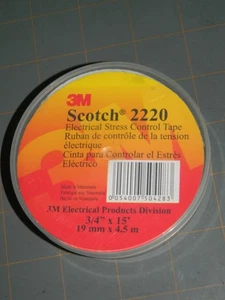 3M
Scotch® 2220
Electrical Stress Control Tape
Ruban de contrôle de la tension
électrique
Cinta para Controlar el Estrés
Eléctrico
3M Electrical Products Division
3/4" x 15'
19 mm x 4,5 m